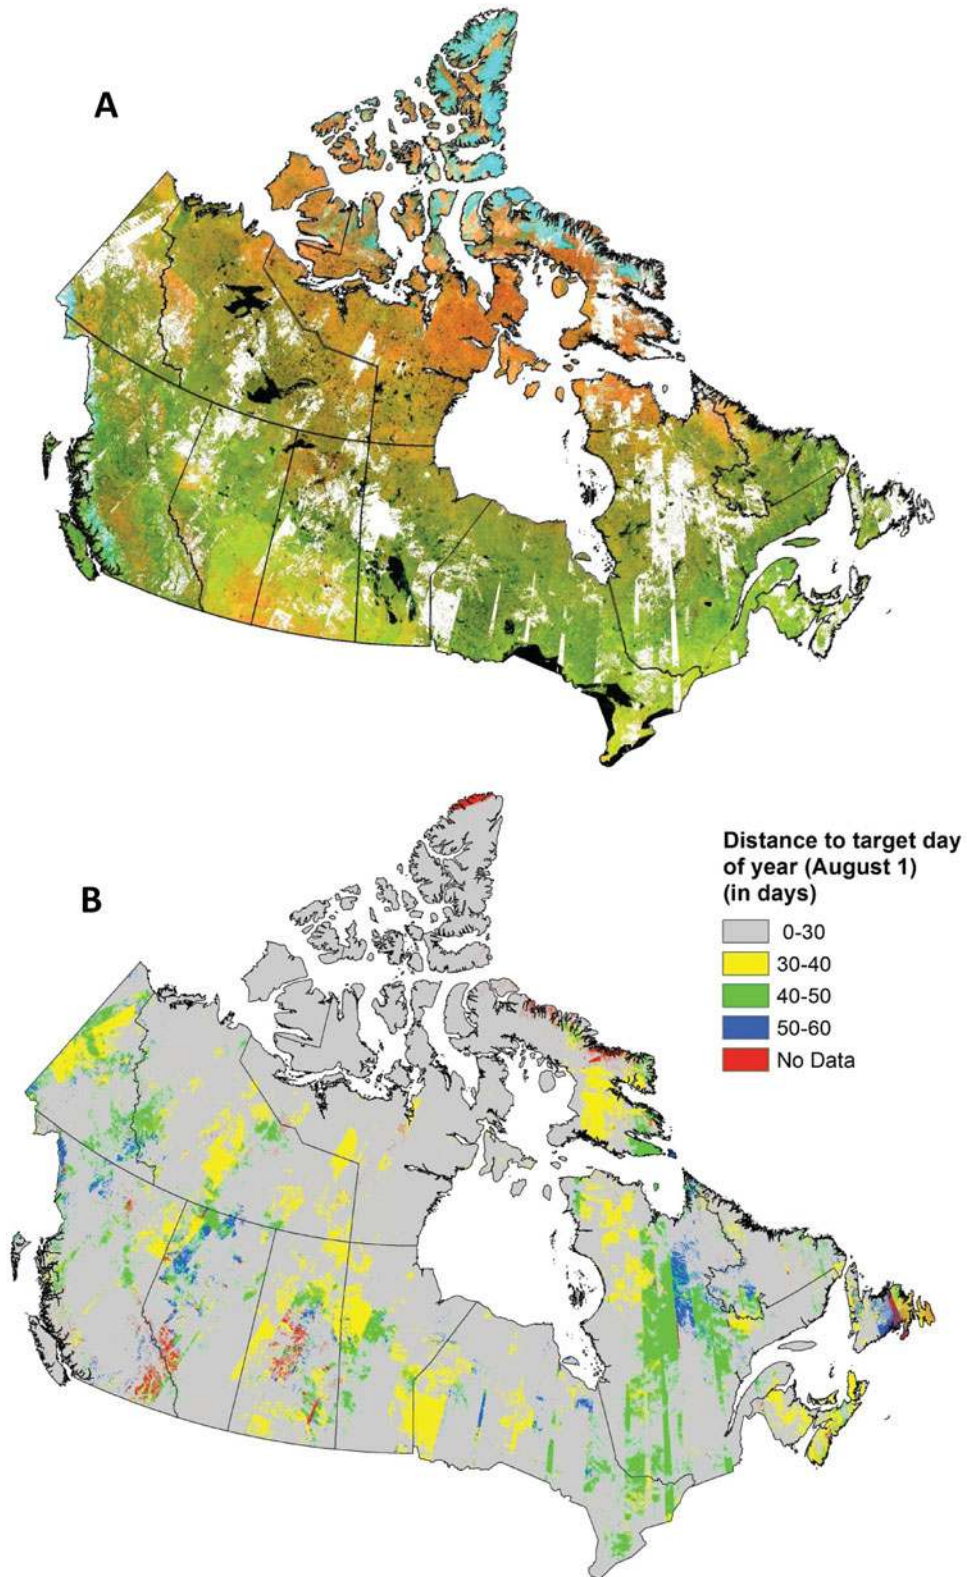 A
B
Distance to target day
of year (August 1)
(in days)
0-30
30-40
40-50
50-60
No Data